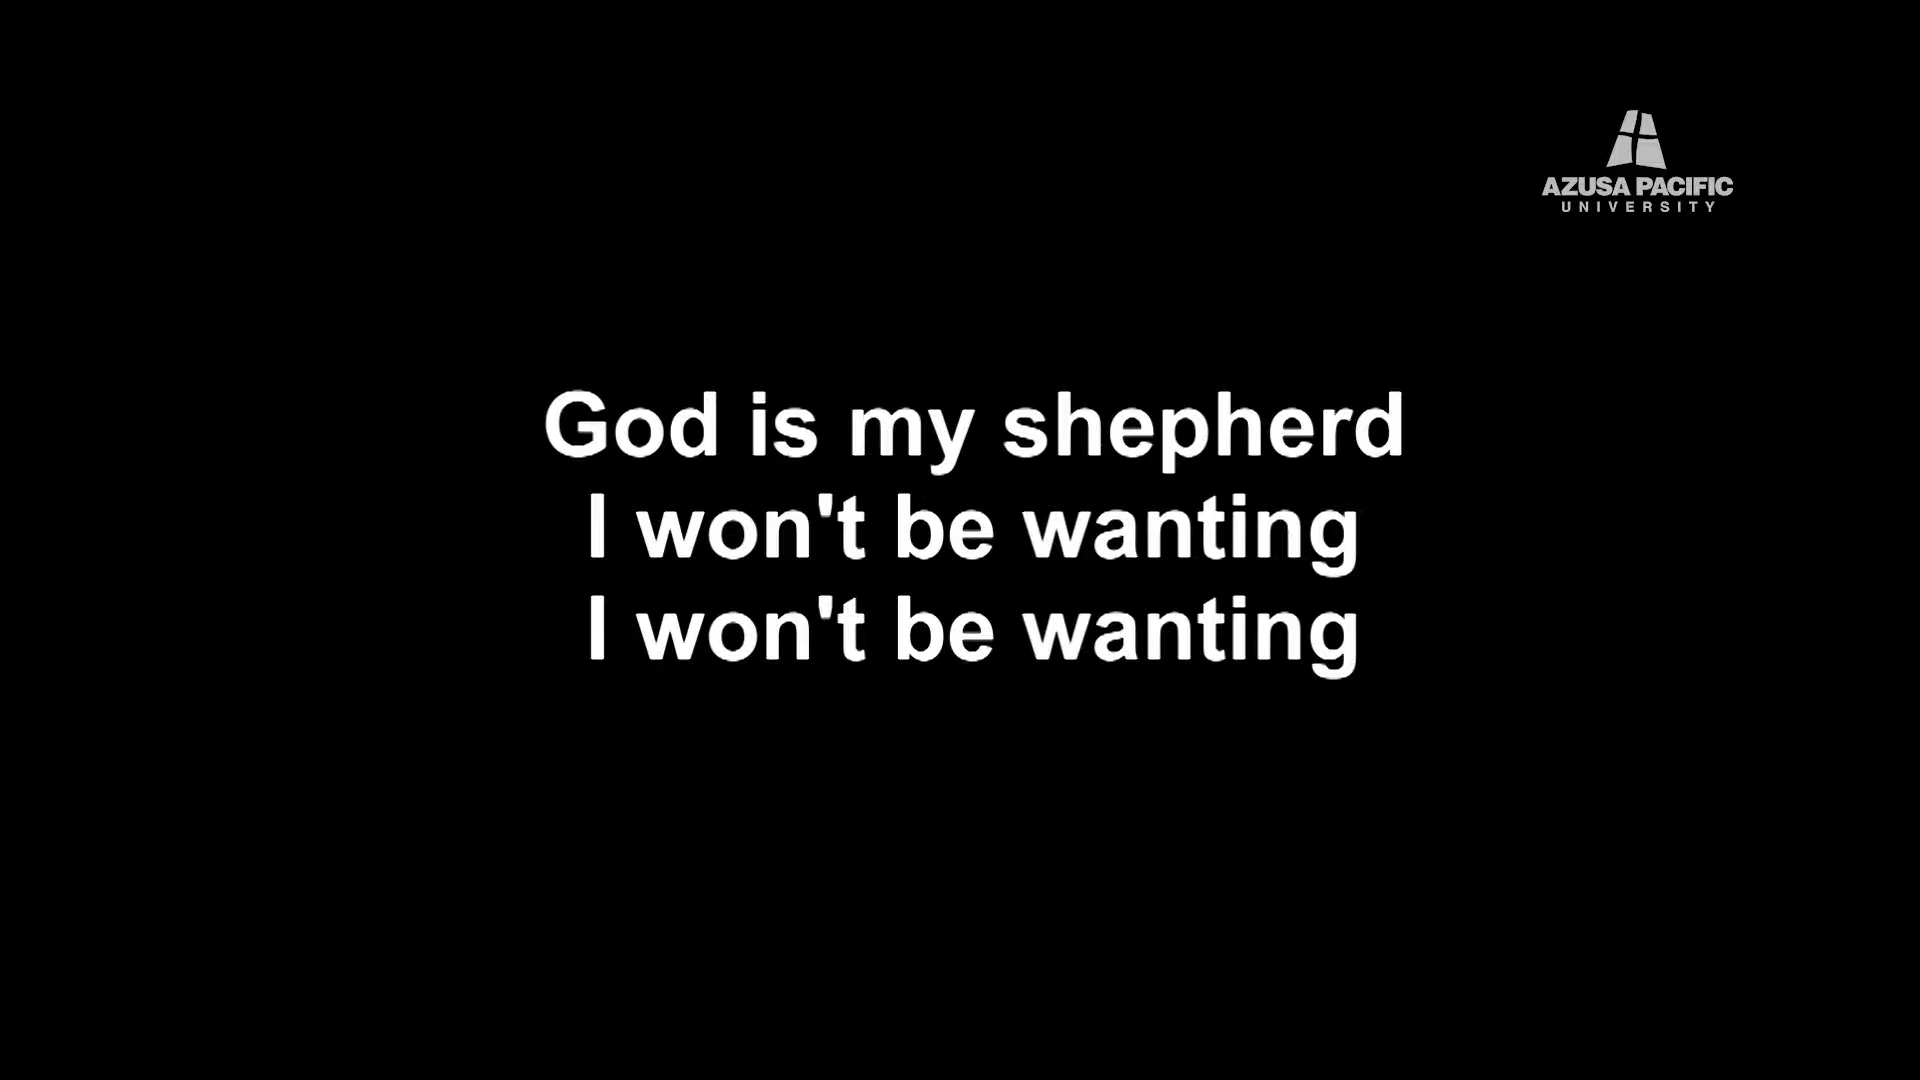 AZUSA PACIFIC
UNIVERSITY
God is my shepherd
I won't be wanting
I won't be wanting